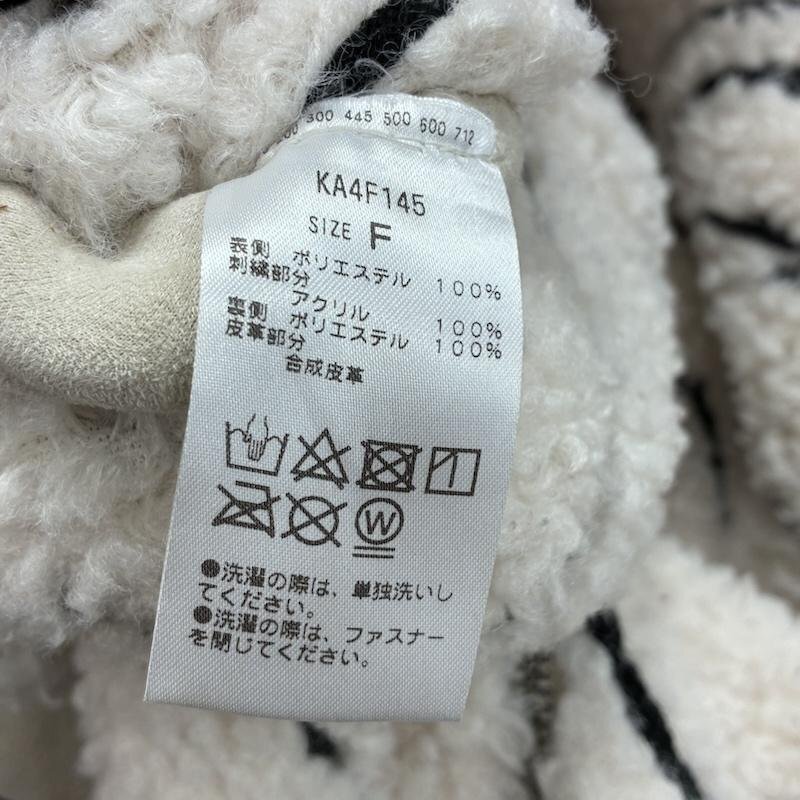 300 445 500 600 712
KA4F145
SIZE F
表側 ポリエステル 100%
刺繍部分
アクリル 100%
裏側 ポリエステル 100%
皮革部分
合成皮革
W
●洗濯の際は、単独洗いし
てください。
●洗濯の際は、ファスナー
を閉じてください。